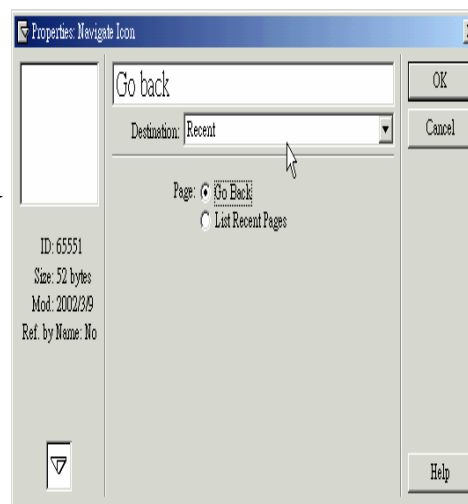 Properties: Navigate Icon
Go back
OK
Destination: Recent
Cancel
Page: Go Back
List Recent Pages
ID: 65551
Size: 52 bytes
Mod: 2002/3/9
Ref. by Name: No
Help